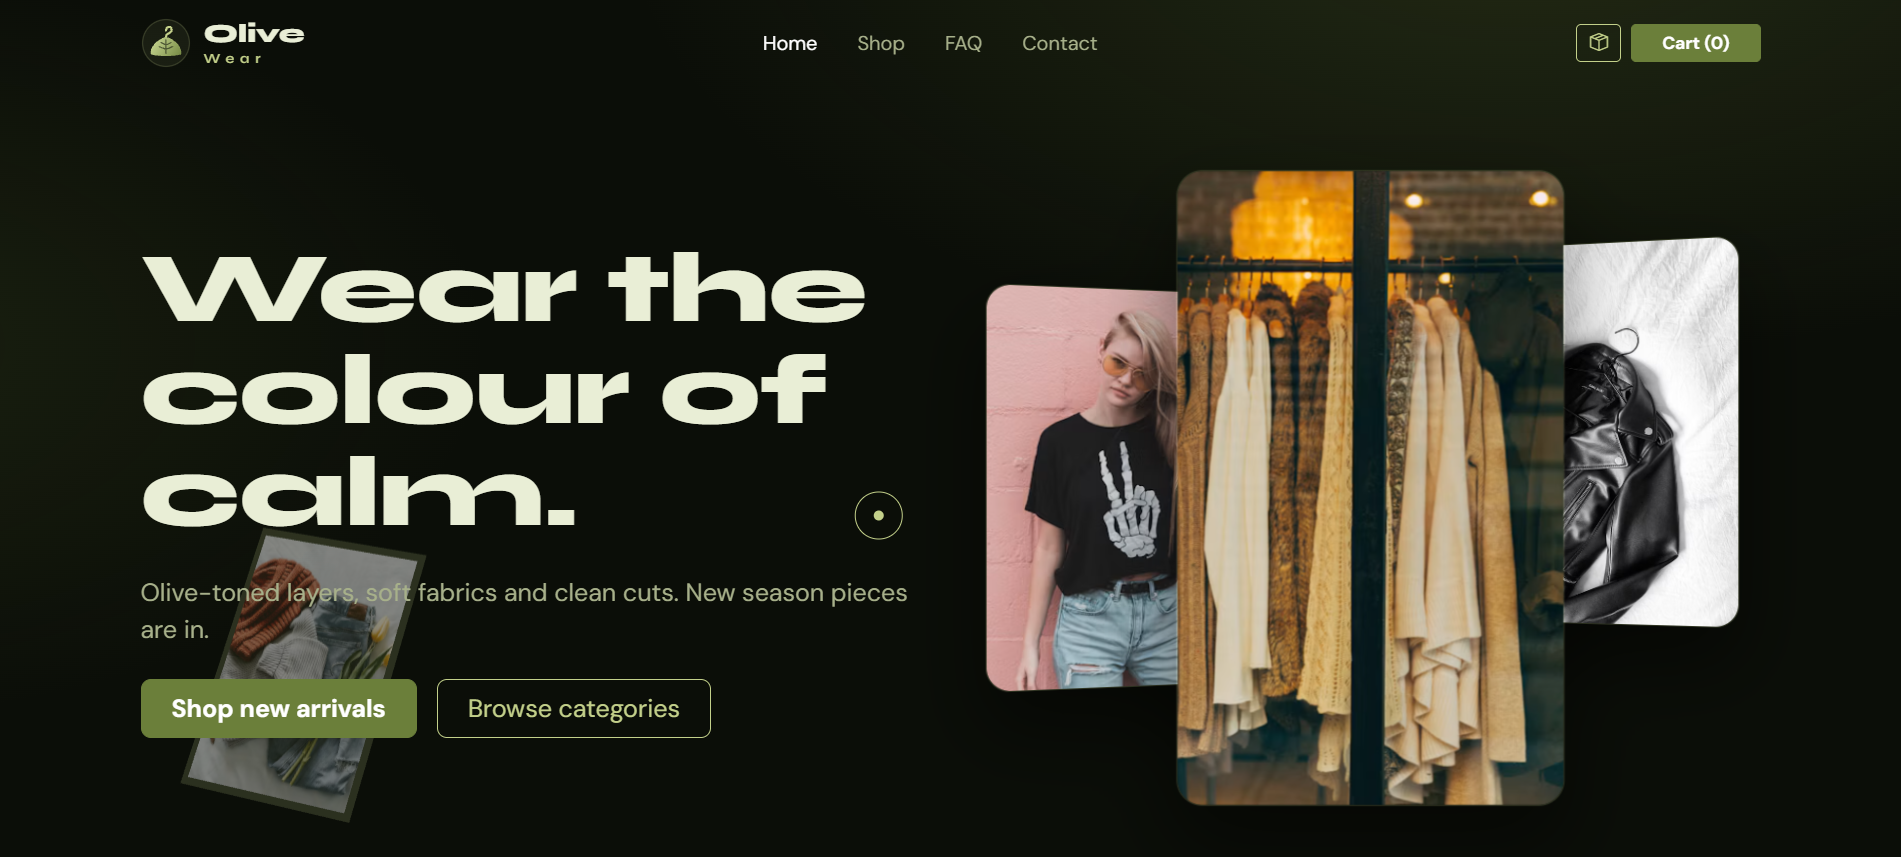 Olive
Wear
Home
Shop
FAQ
Contact
Cart (0)
Wear the
colour of
calm.
Olive-toned layers, soft fabrics and clean cuts. New season pieces
are in.
Shop new arrivals
Browse categories